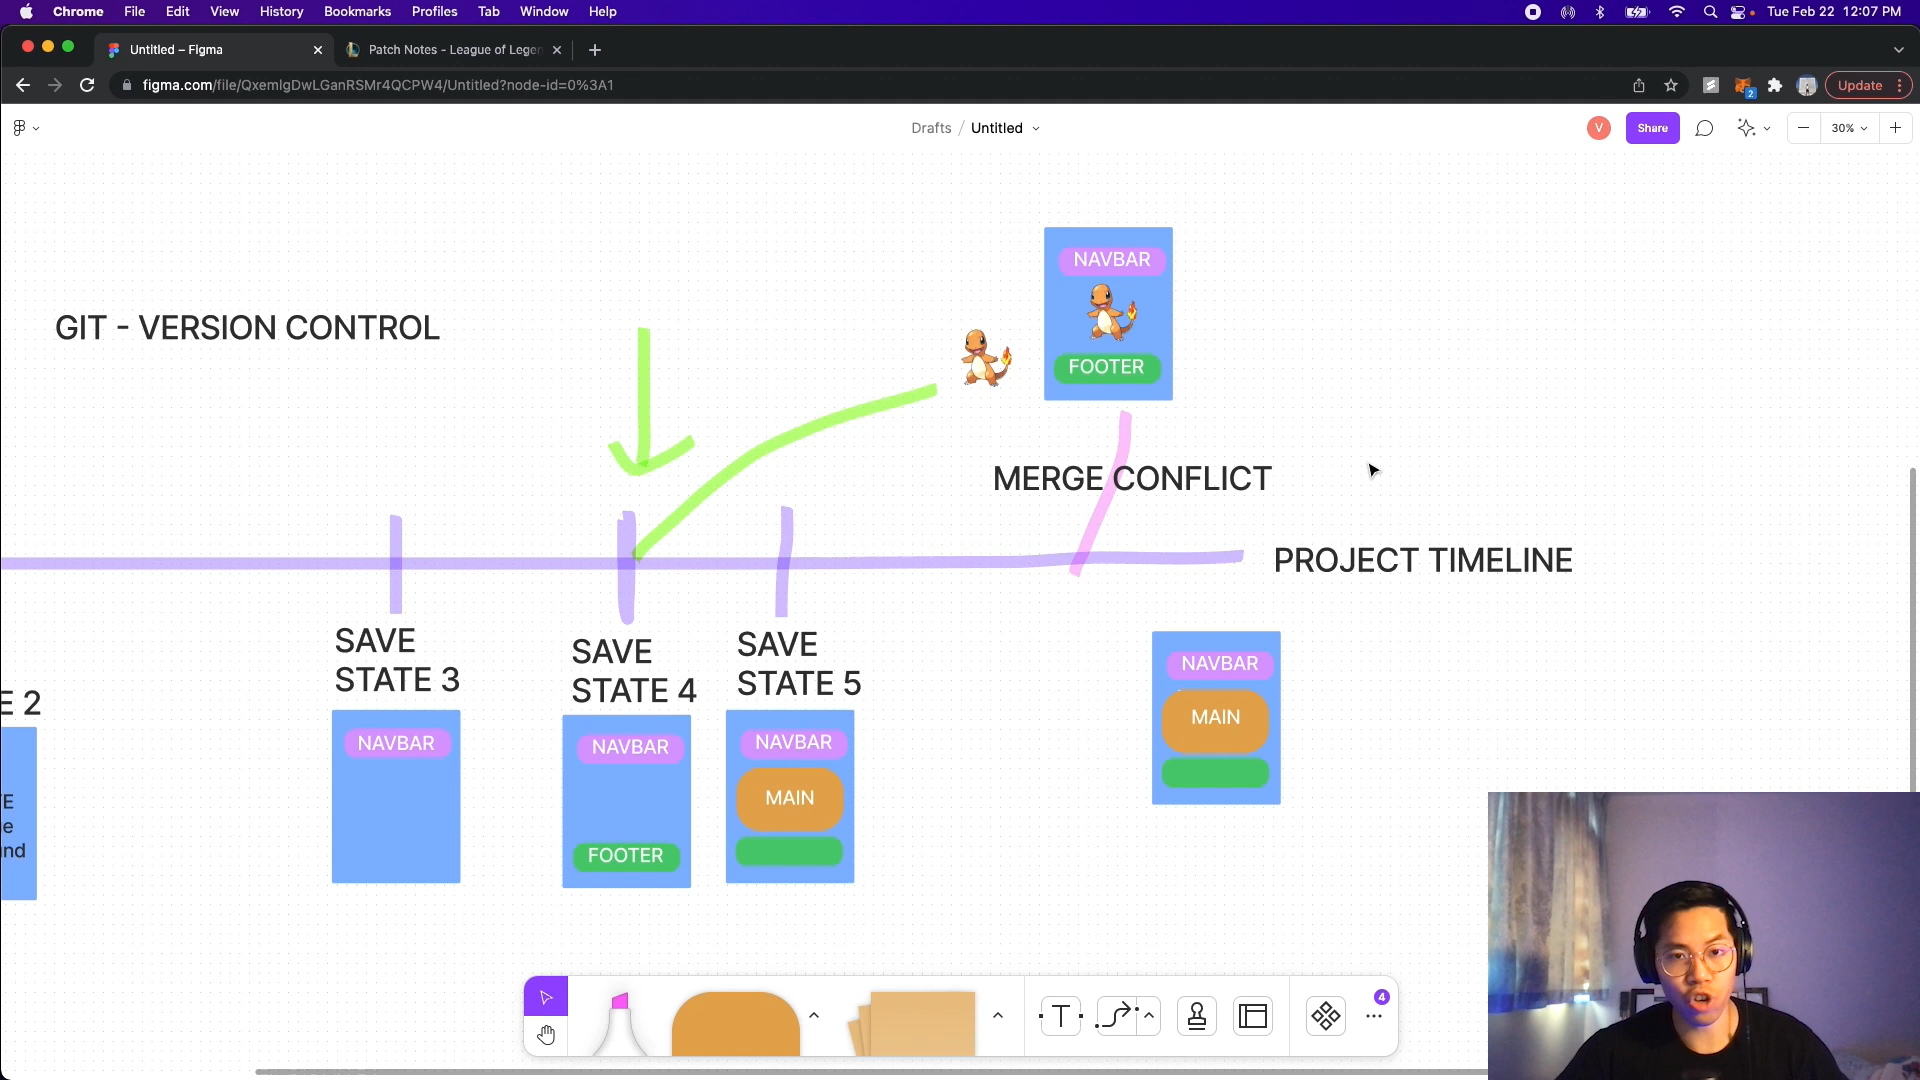 Chrome File Edit View History Bookmarks Profiles Tab Window Help Tue Feb 22 12:07 PM
Untitled – Figma Patch Notes - League of Legen
figma.com/file/QxemIgDwLGanRSMr4QCPW4/Untitled?node-id=0%3A1 2 Update
Drafts / Untitled V Share 30%
NAVBAR
FOOTER
GIT - VERSION CONTROL
MERGE CONFLICT
PROJECT TIMELINE
E 2
E
e
nd
SAVE
STATE 3
NAVBAR
SAVE
STATE 4
NAVBAR
FOOTER
SAVE
STATE 5
NAVBAR
MAIN
NAVBAR
MAIN
T
4